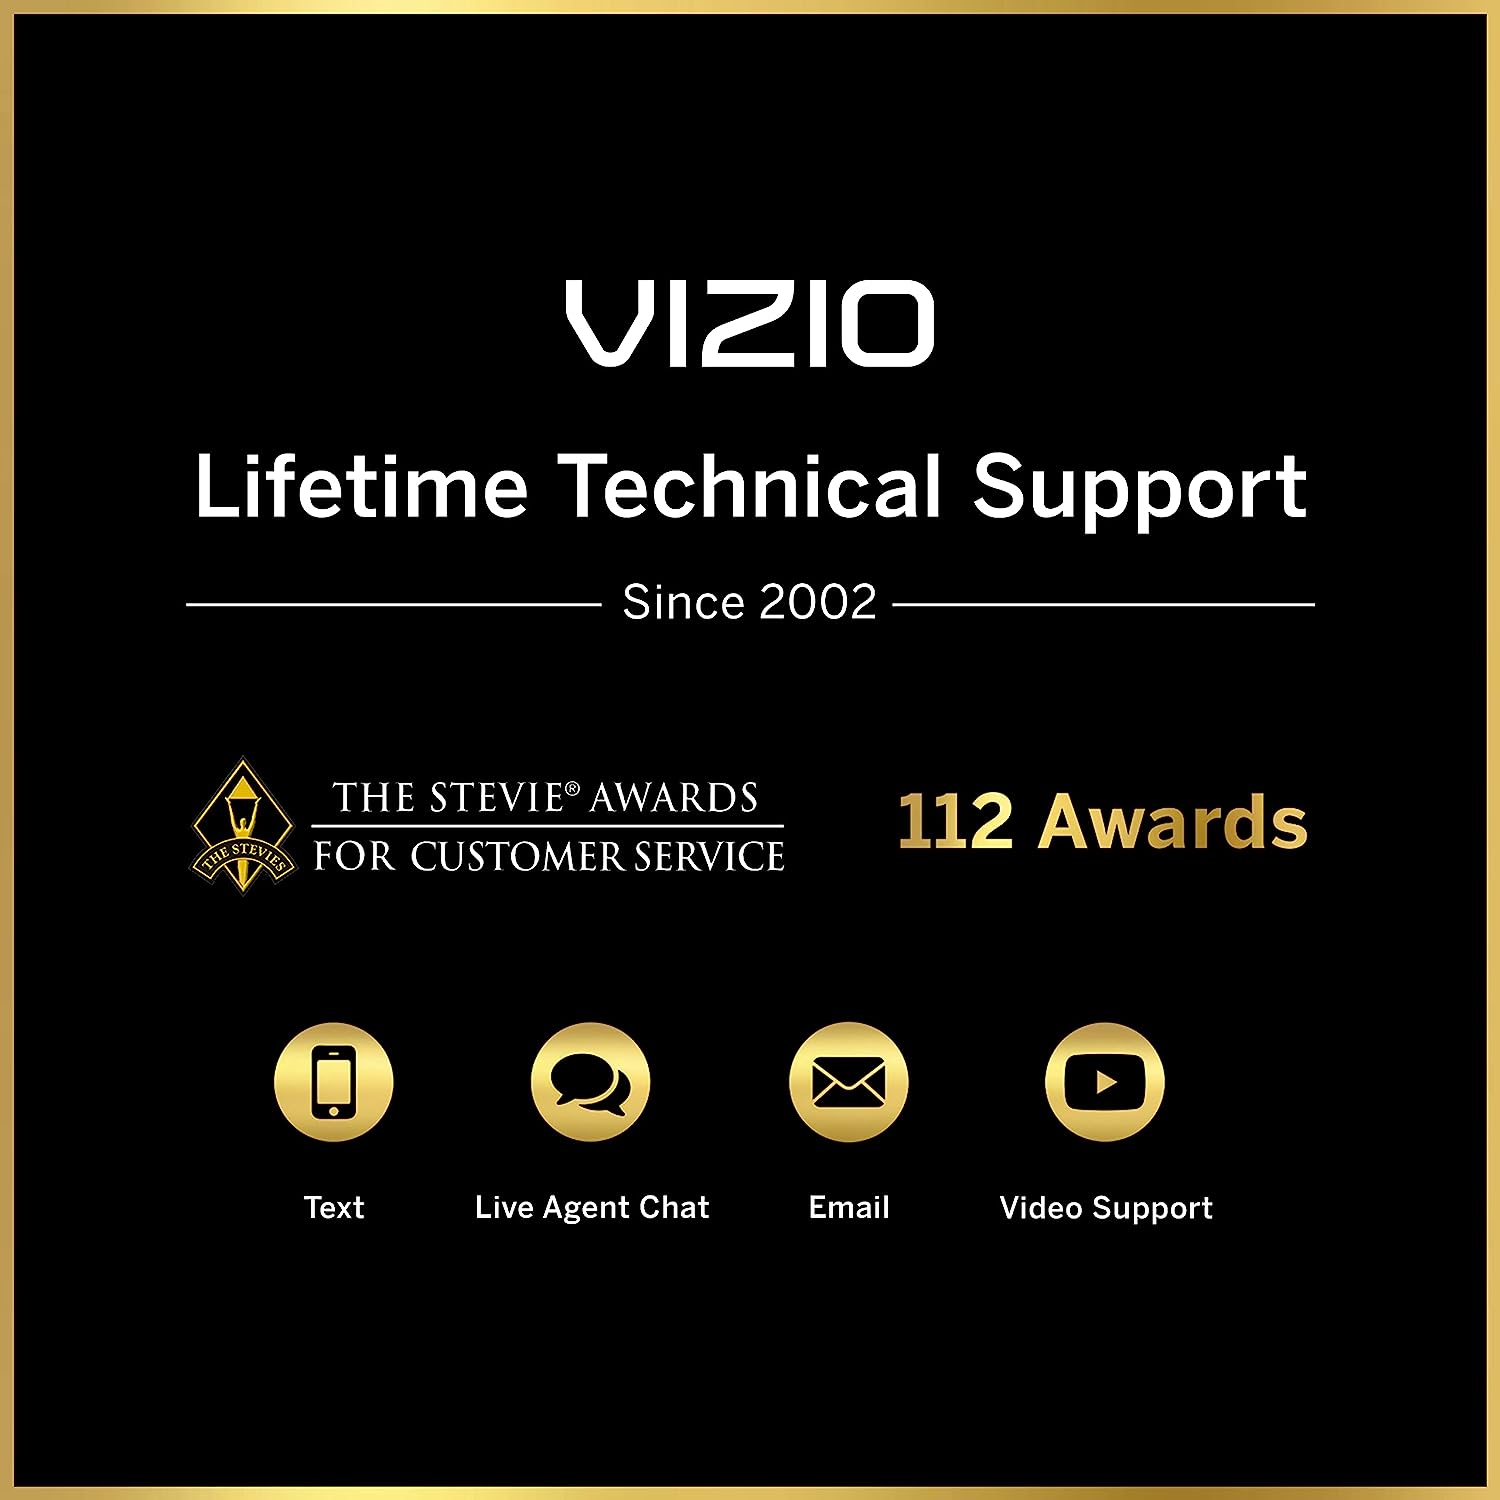 VIZIO
Lifetime Technical Support
Since 2002
THE STEVIE® AWARDS
FOR CUSTOMER SERVICE
THE STEVIES
112 Awards
Text
Live Agent Chat
Email
Video Support